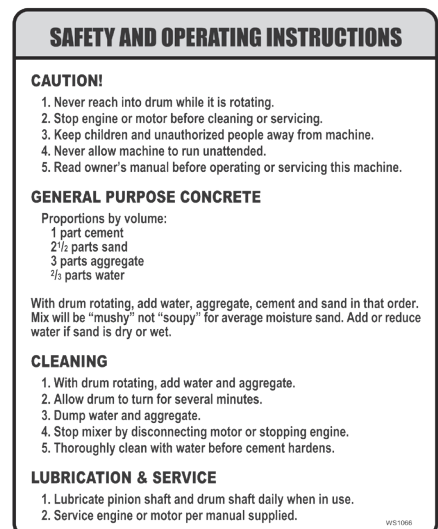 SAFETY AND OPERATING INSTRUCTIONS
CAUTION!
1. Never reach into drum while it is rotating.
2. Stop engine or motor before cleaning or servicing.
3. Keep children and unauthorized people away from machine.
4. Never allow machine to run unattended.
5. Read owner's manual before operating or servicing this machine.
GENERAL PURPOSE CONCRETE
Proportions by volume:
1 part cement
2 1/2 parts sand
3 parts aggregate
2/3 parts water
With drum rotating, add water, aggregate, cement and sand in that order.
Mix will be “mushy” not “soupy” for average moisture sand. Add or reduce
water if sand is dry or wet.
CLEANING
1. With drum rotating, add water and aggregate.
2. Allow drum to turn for several minutes.
3. Dump water and aggregate.
4. Stop mixer by disconnecting motor or stopping engine.
5. Thoroughly clean with water before cement hardens.
LUBRICATION & SERVICE
1. Lubricate pinion shaft and drum shaft daily when in use.
2. Service engine or motor per manual supplied.
WS1066